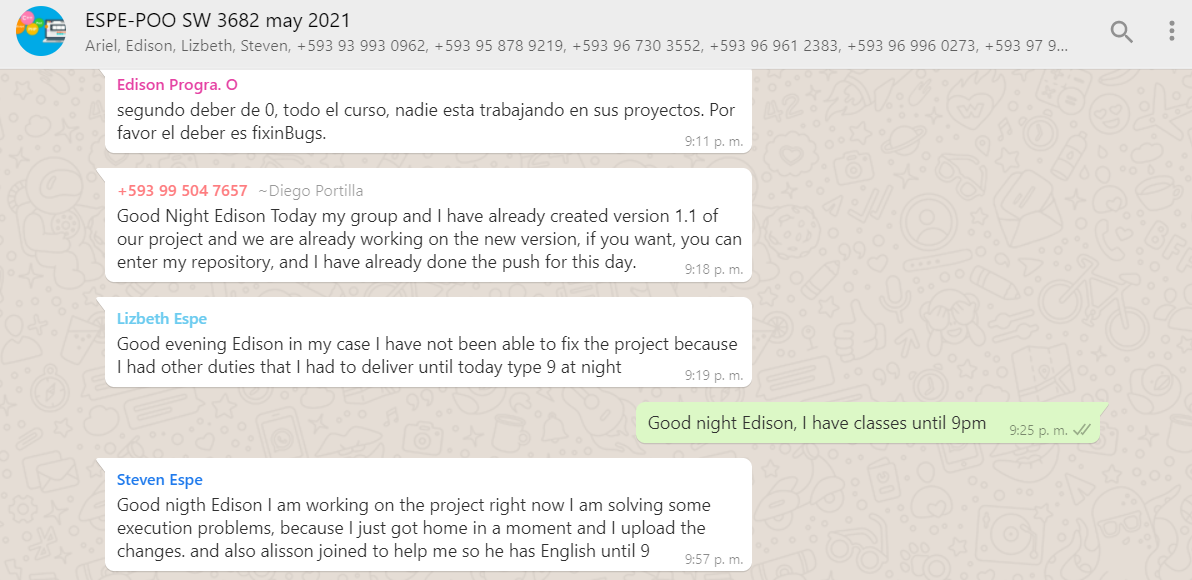 ESPE-POO SW 3682 may 2021
Ariel, Edison, Lizbeth, Steven, +593 93 993 0962, +593 95 878 9219, +593 96 730 3552, +593 96 961 2383, +593 96 996 0273, +593 97 9...
Edison Progra. O
segundo deber de 0, todo el curso, nadie esta trabajando en sus proyectos. Por
favor el deber es fixinBugs.
9:11 p. m.
+593 99 504 7657 ~Diego Portilla
Good Night Edison Today my group and I have already created version 1.1 of
our project and we are already working on the new version, if you want, you can
enter my repository, and I have already done the push for this day.
9:18 p. m.
Lizbeth Espe
Good evening Edison in my case I have not been able to fix the project because
I had other duties that I had to deliver until today type 9 at night
9:19 p. m.
Good night Edison, I have classes until 9pm
9:25 p. m.
Steven Espe
Good nigth Edison I am working on the project right now I am solving some
execution problems, because I just got home in a moment and I upload the
changes. and also alisson joined to help me so he has English until 9
9:57 p. m.